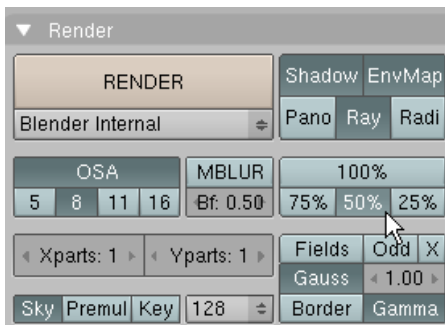 Render
RENDER
Shadow EnvMap
Blender Internal
Pano Ray Radi
OSA MBLUR 100%
5 8 11 16 Bf: 0.50 75% 50% 25%
Xparts: 1 Yparts: 1
Fields Odd X
Gauss 1.00
Sky Premul Key 128 Border Gamma